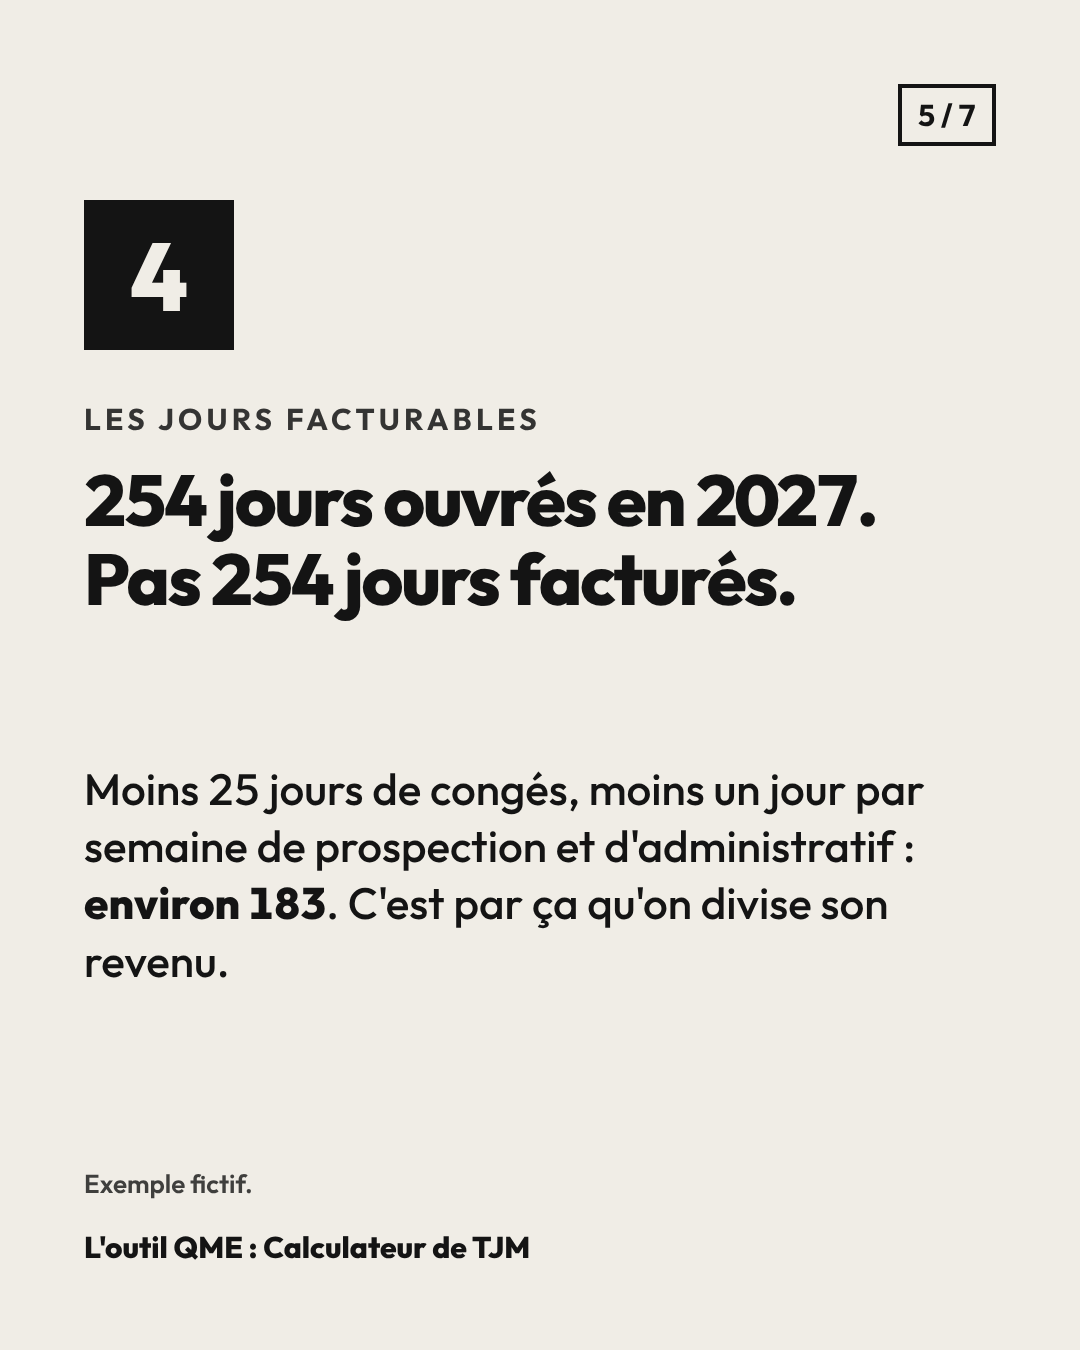 5 / 7
4
LES JOURS FACTURABLES
254 jours ouvrés en 2027.
Pas 254 jours facturés.
Moins 25 jours de congés, moins un jour par
semaine de prospection et d'administratif :
environ 183. C'est par ça qu'on divise son
revenu.
Exemple fictif.
L'outil QME : Calculateur de TJM